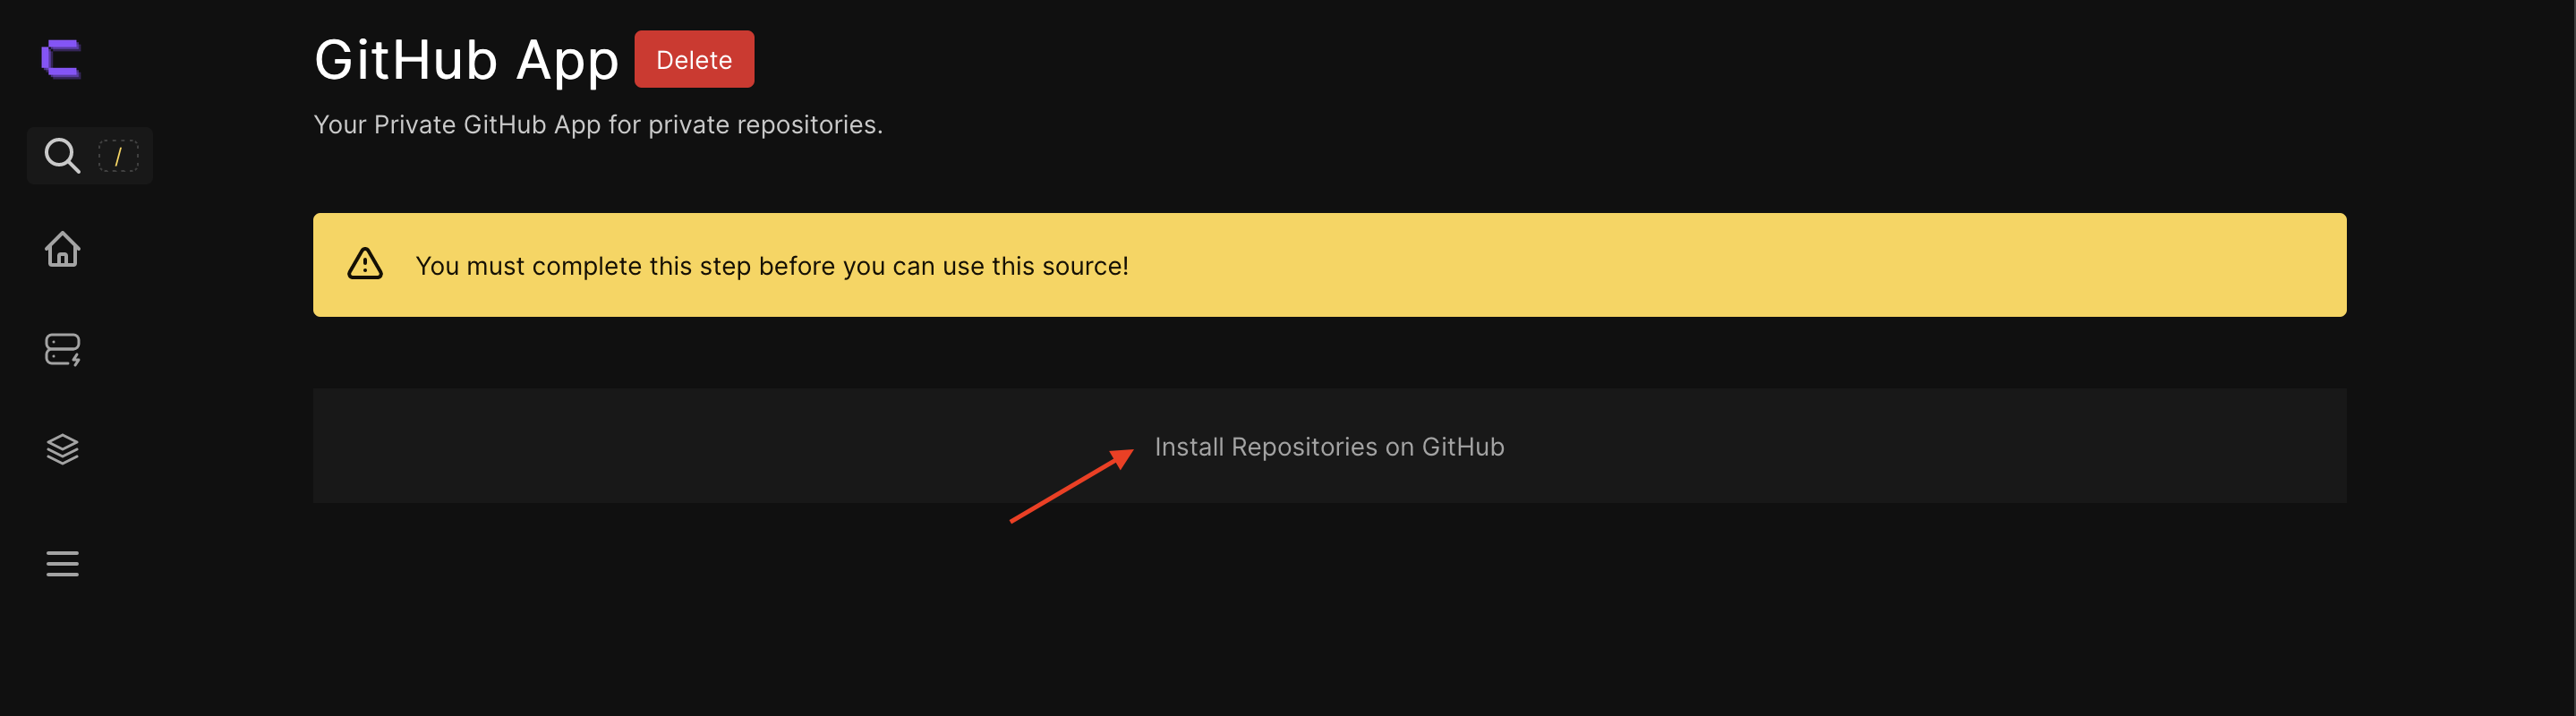 GitHub App
Delete
Your Private GitHub App for private repositories.
/
You must complete this step before you can use this source!
Install Repositories on GitHub